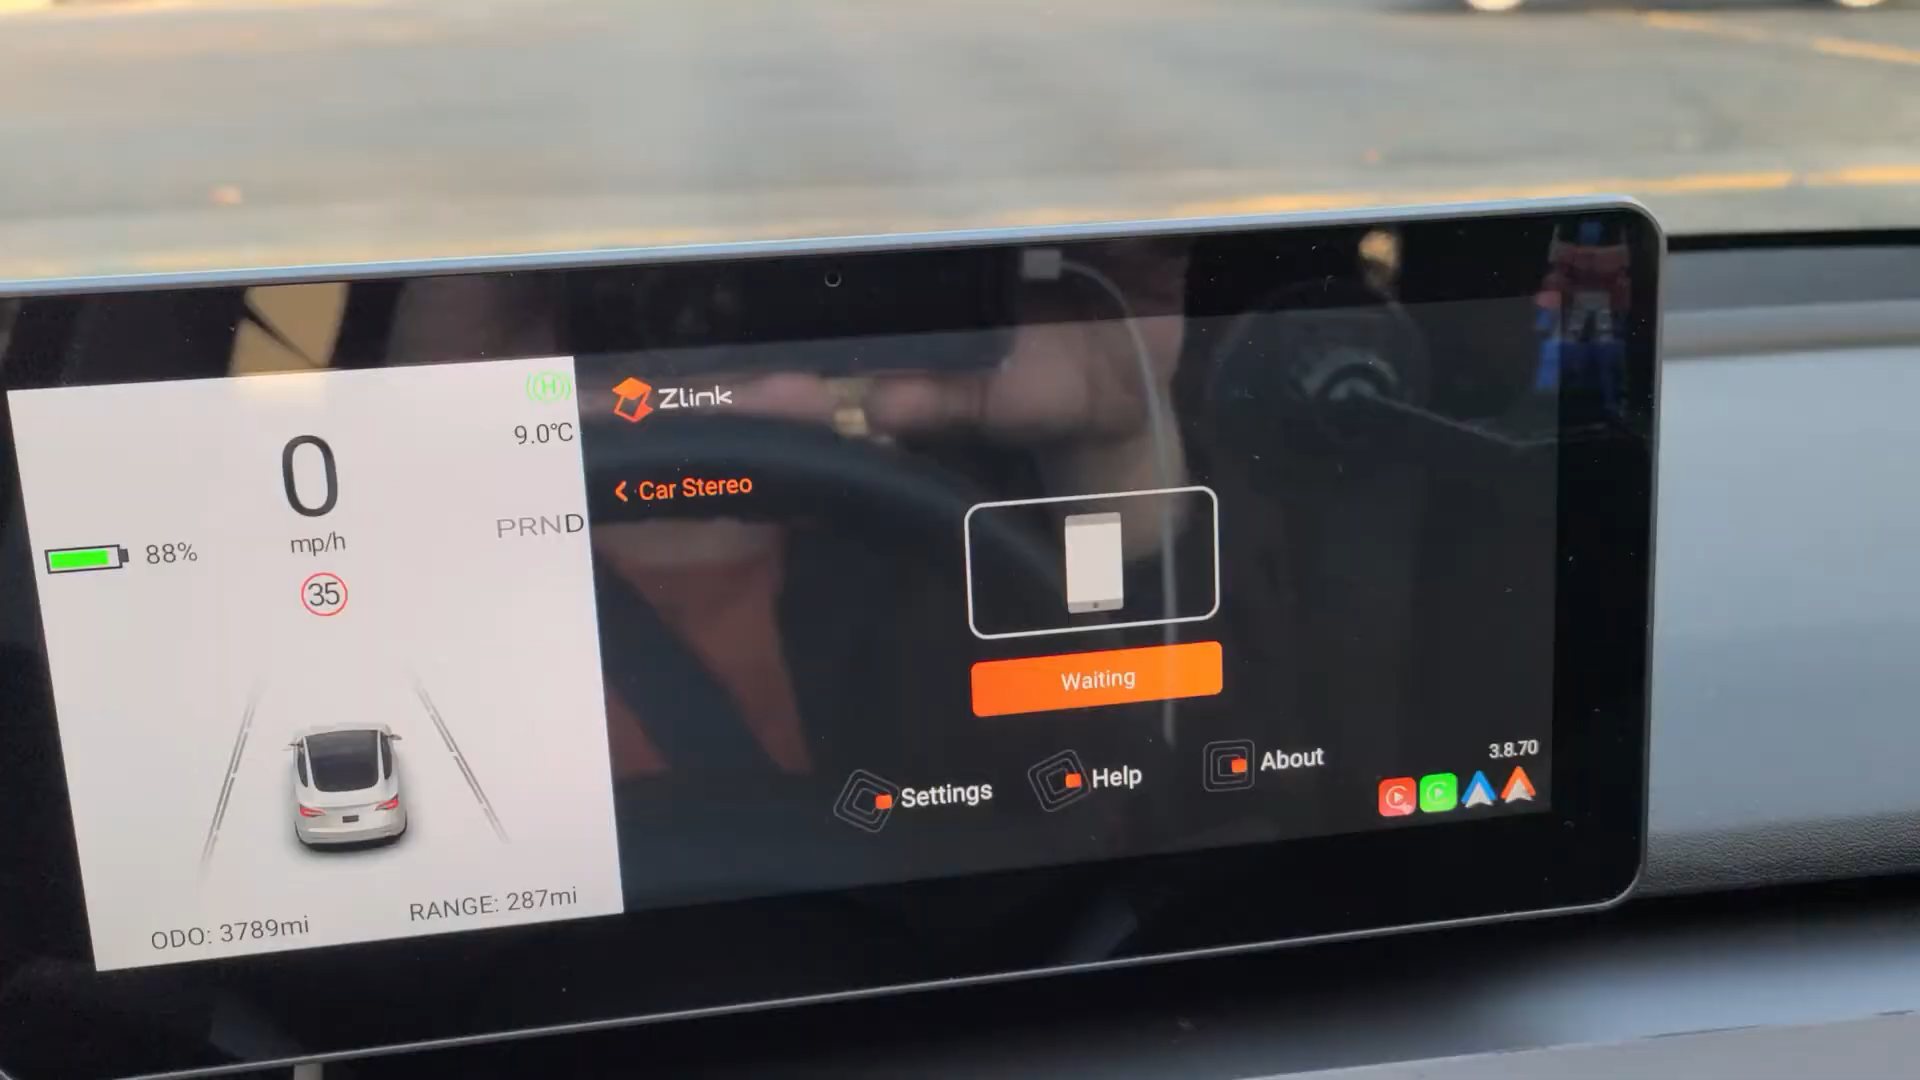 (H)
9.0°C
0
mp/h
PRND
88%
35
ODO: 3789mi
RANGE: 287mi
Zlink
< Car Stereo
Waiting
Settings
Help
About
3.8.70